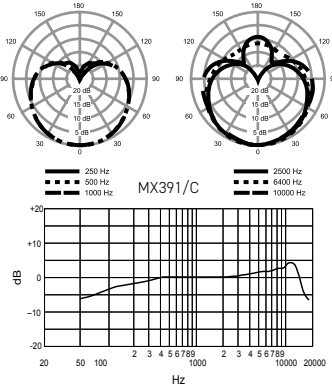 180
150 150
120 120
90 90
20 dB
15 dB
10 dB
5 dB
60 60
30 30
0
180
150 150
120 120
90 9
20 dB
15 dB
10 dB
5 dB
60 60
30 30
0
250 Hz
500 Hz
1000 Hz
MX391/C
2500 Hz
6400 Hz
10000 Hz
+20
+10
0
–10
–20
dB
2 3 4 5 6 7 8 9 2 3 4 5 6 7 8 9
20 50 100 1000 10000 20000
Hz